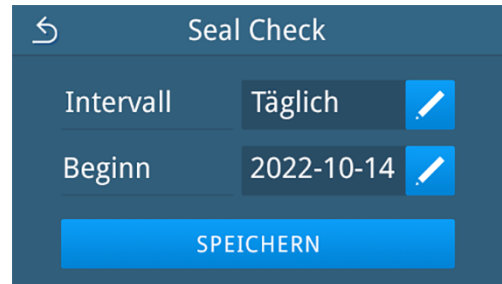 Seal Check
Intervall Täglich
Beginn 2022-10-14
SPEICHERN